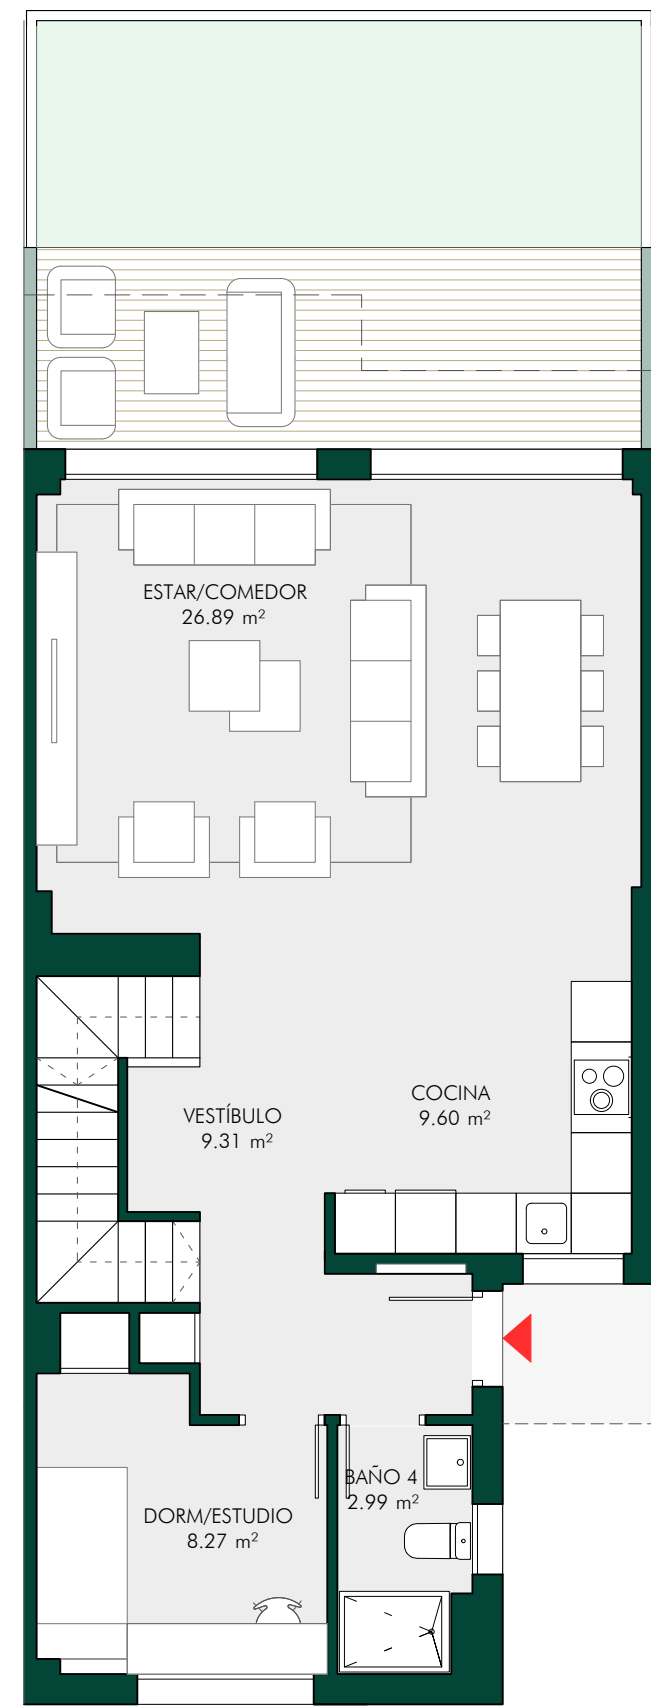 ESTAR/COMEDOR
26.89 m²
COCINA
9.60 m²
VESTÍBULO
9.31 m²
BAÑO 4
2.99 m²
DORM/ESTUDIO
8.27 m²